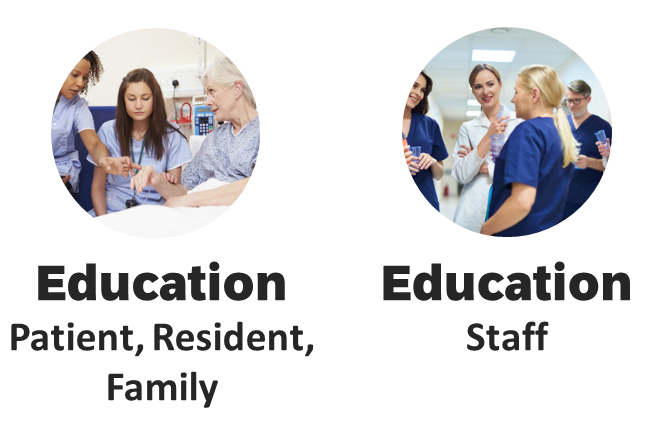 Education
Patient, Resident,
Family
Education
Staff